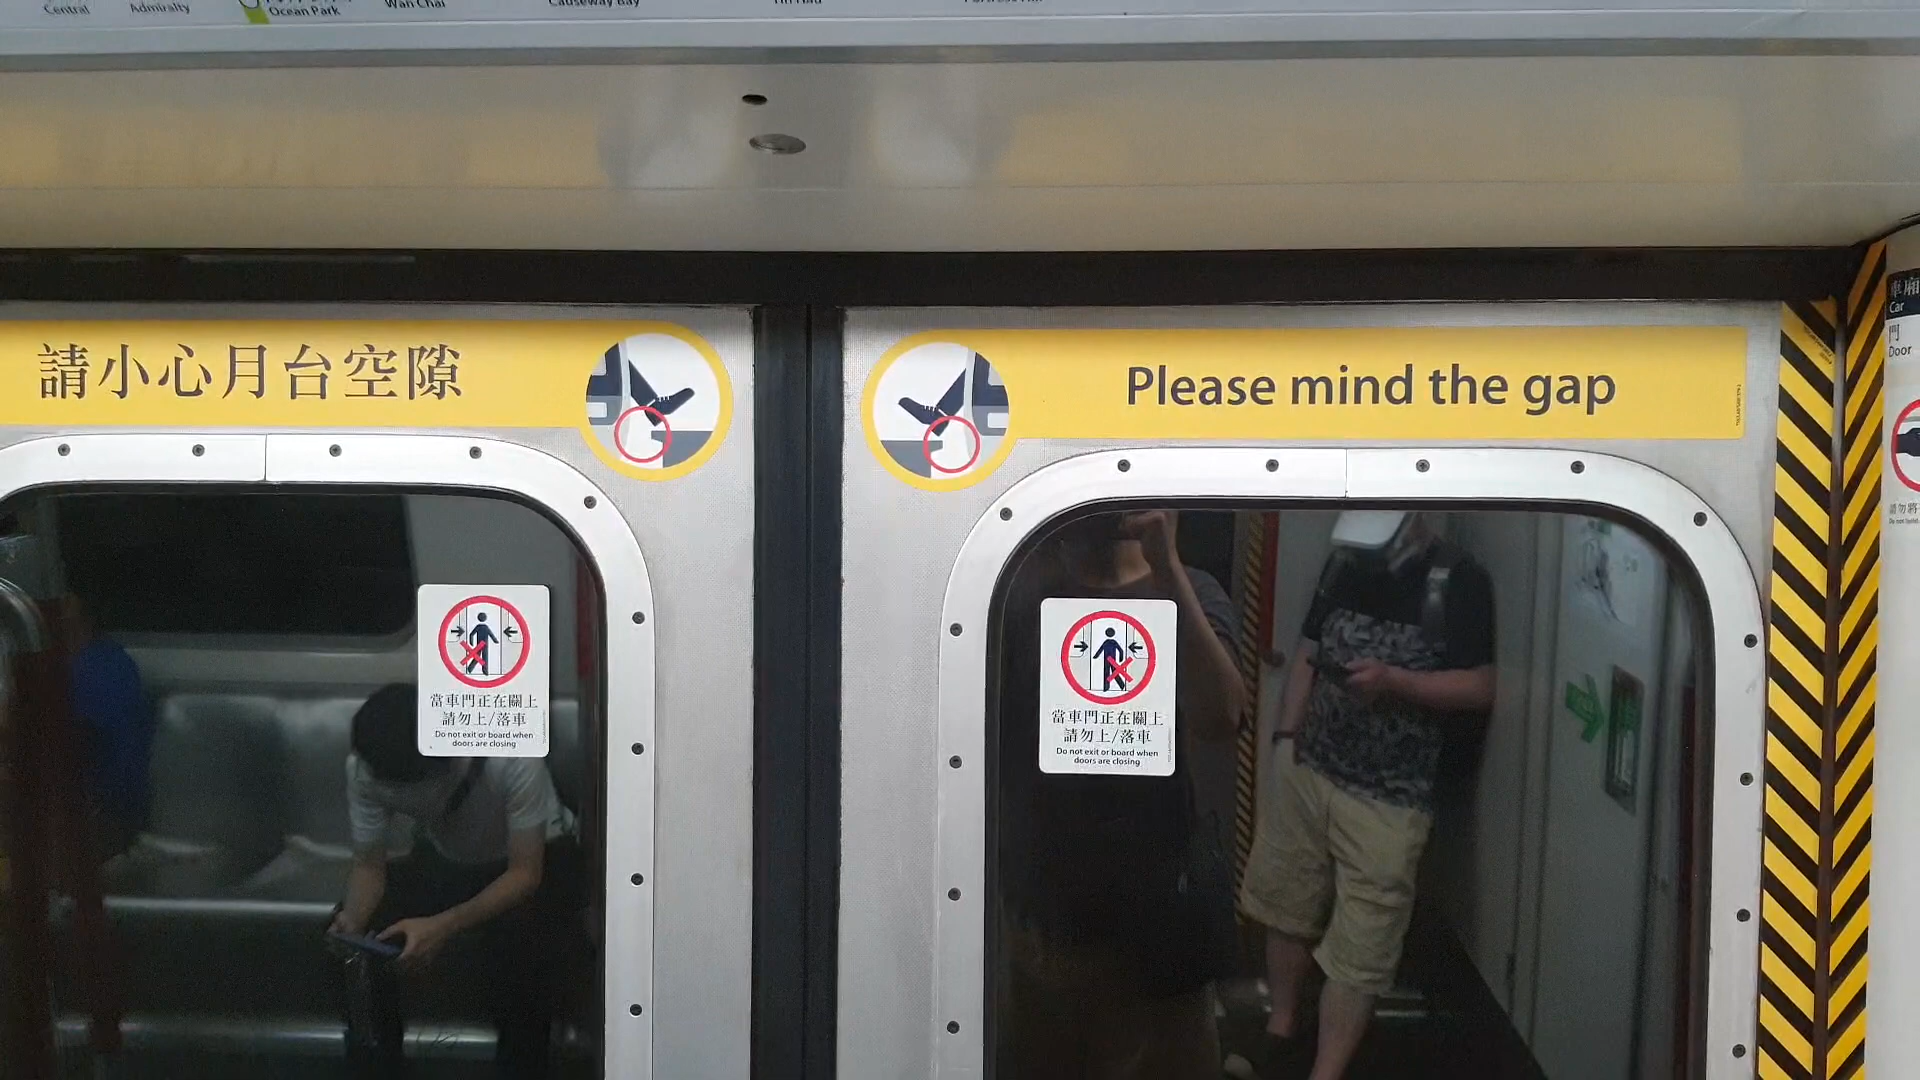 Central
Admiralty
Ocean Park
Wan Chai
Causeway Bay
請小心月台空隙
Please mind the gap
當車門正在關上
請勿上/落車
Do not exit or board when
doors are closing
當車門正在關上
請勿上/落車
Do not exit or board when
doors are closing
車廂
Car
門
Door
請勿將